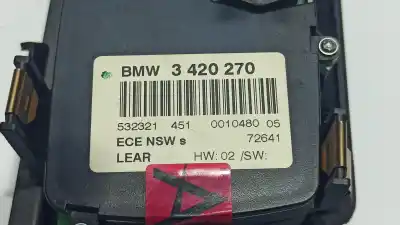 BMW 3 420 270
532321 451 0010480 05
ECE NSW s 72641
LEAR HW: 02 /SW:
A